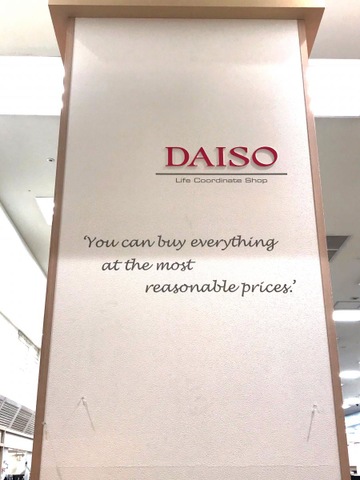 DAISO
Life Coordinate Shop
‘You can buy everything
at the most
reasonable prices.’